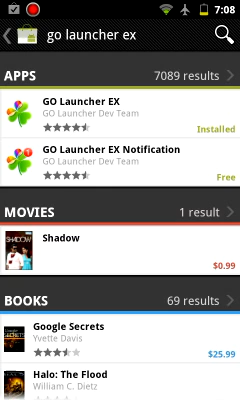 7:08
go launcher ex
APPS 7089 results
GO Launcher EX
GO Launcher Dev Team
Installed
GO Launcher EX Notification
GO Launcher Dev Team
Free
MOVIES 1 result
Shadow
SHADOW
$0.99
BOOKS 69 results
Google Secrets
Yvette Davis
$25.99
Halo: The Flood
William C. Dietz